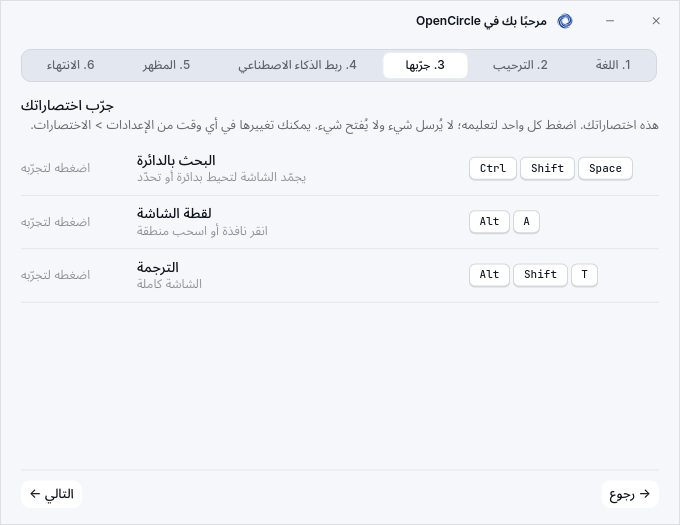 مرحبًا بك في OpenCircle
1. اللغة
2. الترحيب
3. جرّبها
4. ربط الذكاء الاصطناعي
5. المظهر
6. الانتهاء
جرّب اختصاراتك
هذه اختصاراتك. اضغط كل واحد لتعليمه؛ لا يُرسل شيء ولا يُفتح شيء. يمكنك تغييرها في أي وقت من الإعدادات > الاختصارات.
Ctrl Shift Space
البحث بالدائرة
يجمّد الشاشة لتحيط بدائرة أو تحدّد
اضغطه لتجرّبه
Alt A
لقطة الشاشة
انقر نافذة أو اسحب منطقة
اضغطه لتجرّبه
Alt Shift T
الترجمة
الشاشة كاملة
اضغطه لتجرّبه
→ رجوع
التالي ←